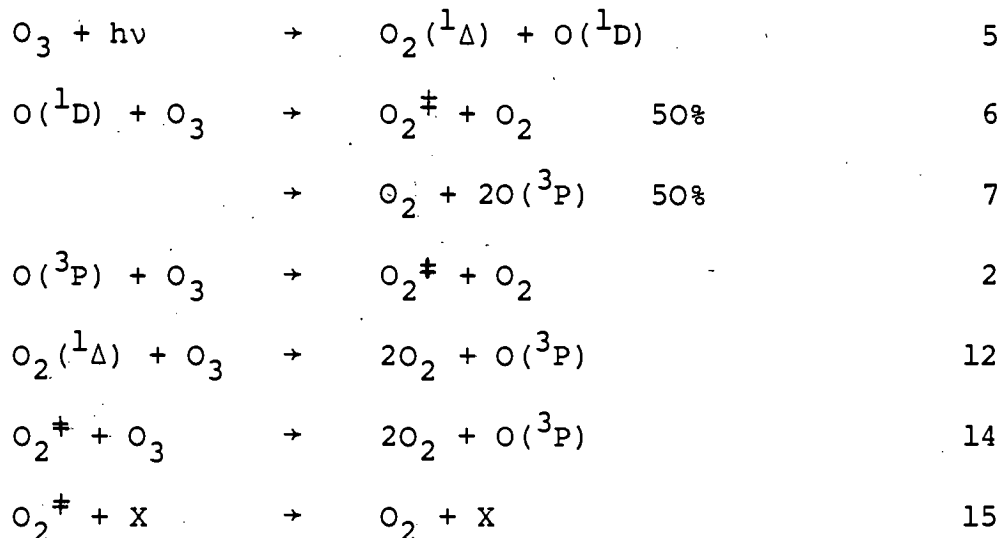 O₃ + hν → O₂(¹Δ) + O(¹D) 5
O(¹D) + O₃ → O₂‡ + O₂ 50% 6
→ O₂ + 2O(³P) 50% 7
O(³P) + O₃ → O₂‡ + O₂ 2
O₂(¹Δ) + O₃ → 2O₂ + O(³P) 12
O₂‡ + O₃ → 2O₂ + O(³P) 14
O₂‡ + X → O₂ + X 15